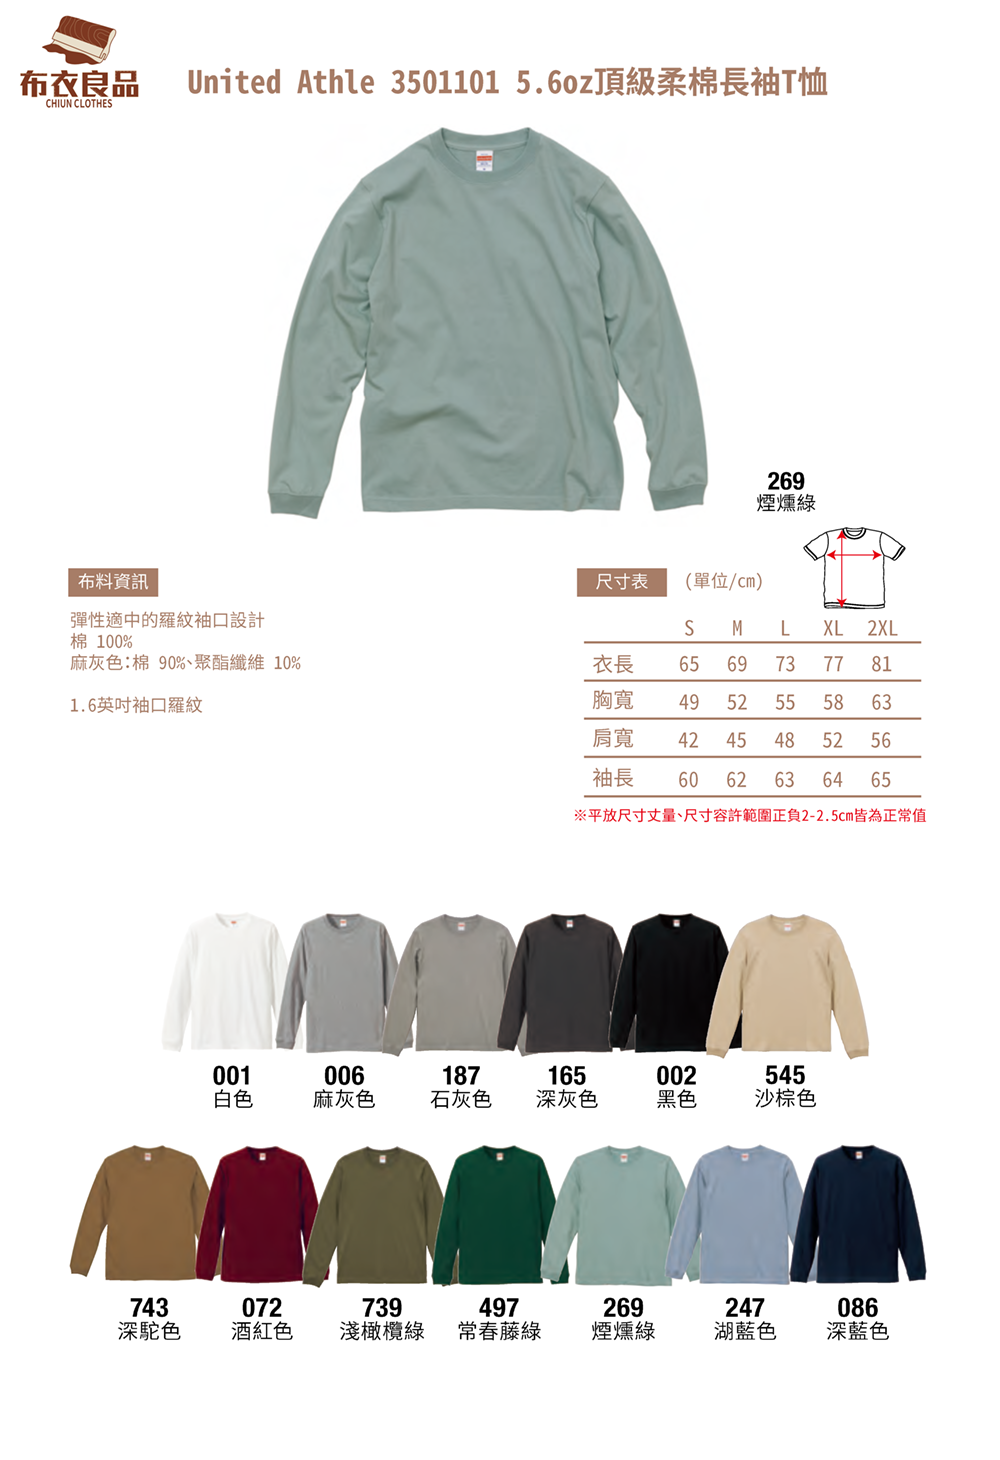 布衣良品
CHIUN CLOTHES
United Athle 3501101 5.6oz頂級柔棉長袖T恤
269
煙燻綠
布料資訊
彈性適中的羅紋袖口設計
棉 100%
麻灰色:棉 90%、聚酯纖維 10%
1.6英吋袖口羅紋
尺寸表 (單位/cm)
S M L XL 2XL
衣長 65 69 73 77 81
胸寬 49 52 55 58 63
肩寬 42 45 48 52 56
袖長 60 62 63 64 65
※平放尺寸丈量、尺寸容許範圍正負2-2.5cm皆為正常值
001 006 187 165 002 545
白色 麻灰色 石灰色 深灰色 黑色 沙棕色
743 072 739 497 269 247 086
深駝色 酒紅色 淺橄欖綠 常春藤綠 煙燻綠 湖藍色 深藍色